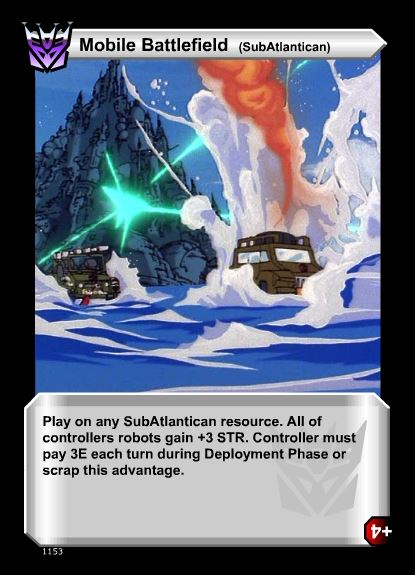 Mobile Battlefield (SubAtlantican)
Play on any SubAtlantican resource. All of
controllers robots gain +3 STR. Controller must
pay 3E each turn during Deployment Phase or
scrap this advantage.
+4
1153